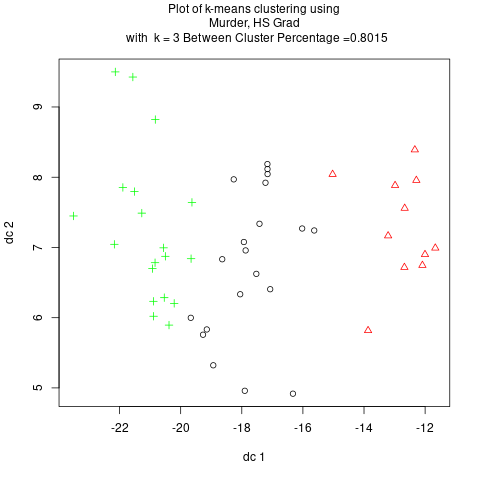 Plot of k-means clustering using
Murder, HS Grad
with  k = 3 Between Cluster Percentage =0.8015
9
8
7
6
5
dc 2
-22 -20 -18 -16 -14 -12
dc 1